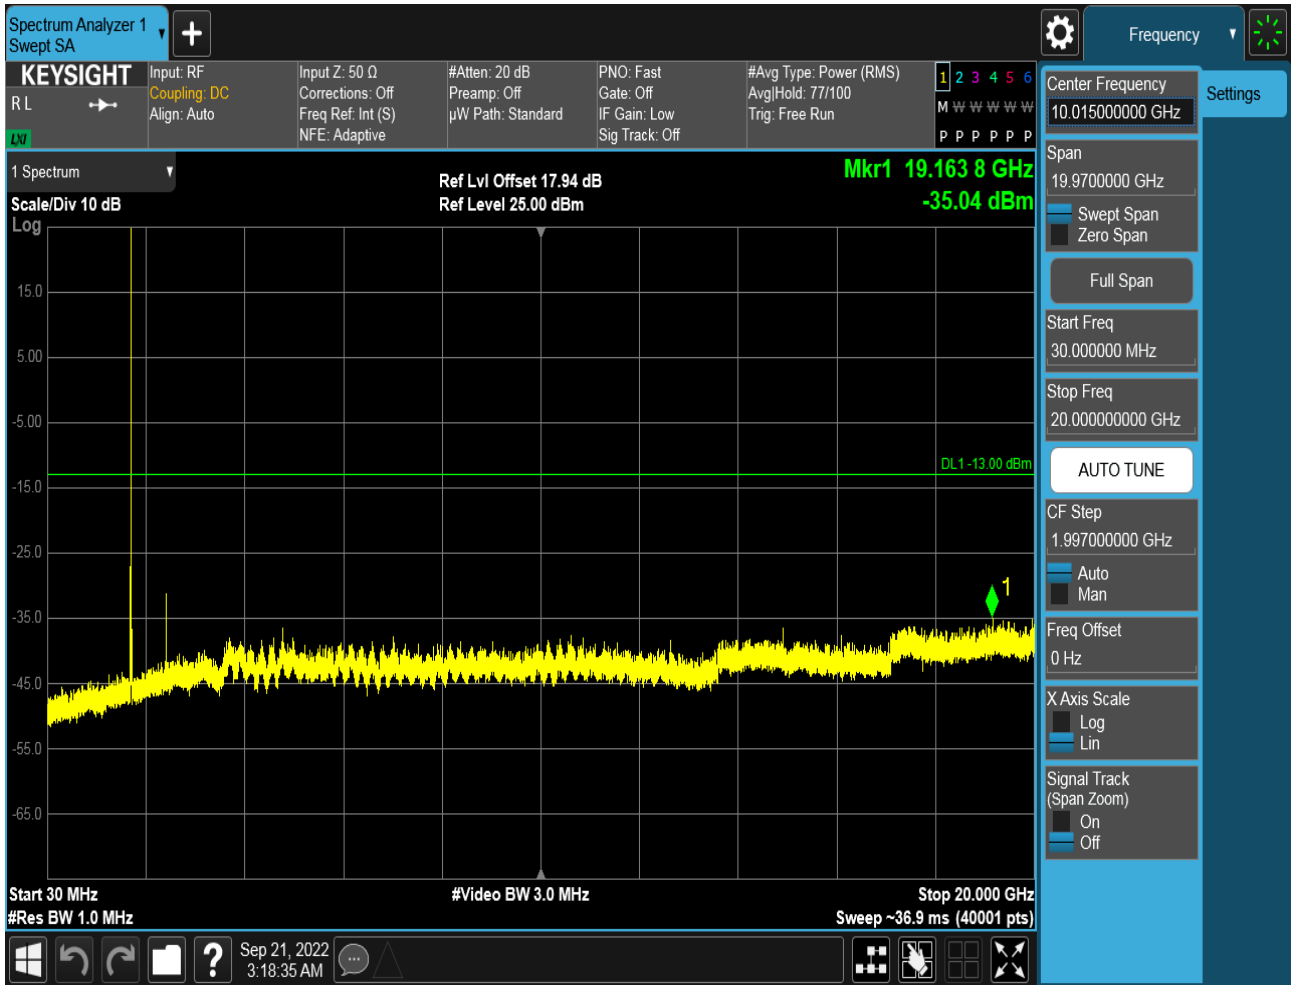 Spectrum Analyzer 1
Swept SA
+
Frequency
KEYSIGHT
R L
LXI
Input: RF
Coupling: DC
Align: Auto
Input Z: 50 Ω
Corrections: Off
Freq Ref: Int (S)
NFE: Adaptive
#Atten: 20 dB
Preamp: Off
µW Path: Standard
PNO: Fast
Gate: Off
IF Gain: Low
Sig Track: Off
#Avg Type: Power (RMS)
Avg|Hold: 77/100
Trig: Free Run
1 2 3 4 5 6
M W W W W W
P P P P P P
1 Spectrum
Scale/Div 10 dB
Log
Ref Lvl Offset 17.94 dB
Ref Level 25.00 dBm
Mkr1 19.163 8 GHz
-35.04 dBm
15.0
5.00
-5.00
-15.0
-25.0
-35.0
-45.0
-55.0
-65.0
DL1 -13.00 dBm
1
Start 30 MHz
#Res BW 1.0 MHz
#Video BW 3.0 MHz
Stop 20.000 GHz
Sweep ~36.9 ms (40001 pts)
Center Frequency
10.015000000 GHz
Settings
Span
19.9700000 GHz
Swept Span
Zero Span
Full Span
Start Freq
30.000000 MHz
Stop Freq
20.000000000 GHz
AUTO TUNE
CF Step
1.997000000 GHz
Auto
Man
Freq Offset
0 Hz
X Axis Scale
Log
Lin
Signal Track
(Span Zoom)
On
Off
?
Sep 21, 2022
3:18:35 AM